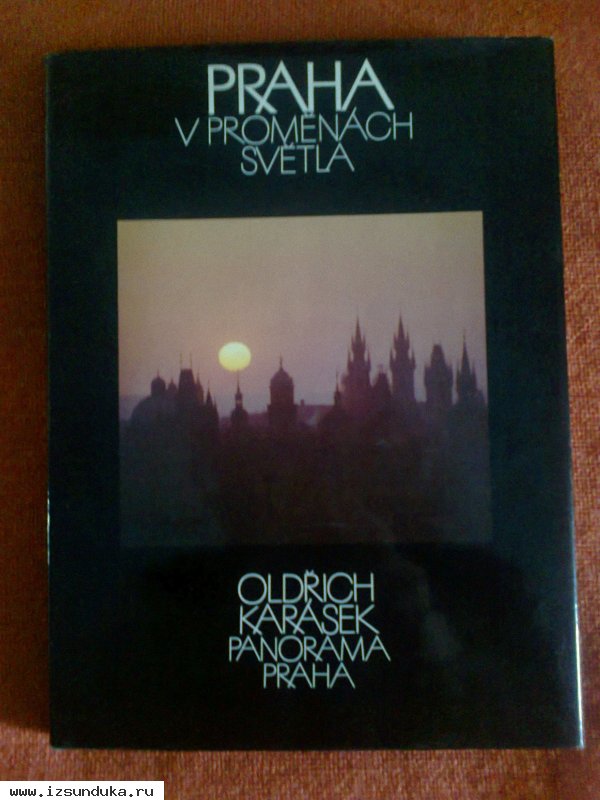 PRAHA
V PROMĚNÁCH
SVĚTLA
OLDŘICH
KARÁSEK
PANORAMA
PRAHA
www.izsunduka.ru